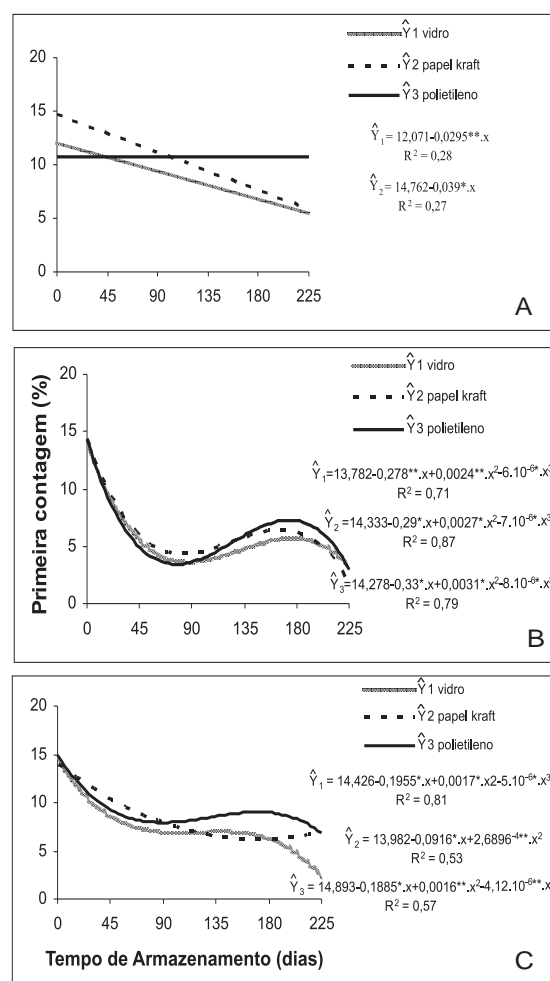 Ŷ1 vidro
Ŷ2 papel kraft
Ŷ3 polietileno
Ŷ₁= 12,071-0,0295**.x
R² = 0,28
Ŷ₂= 14,762-0,039*.x
R² = 0,27
20
15
10
5
0
0 45 90 135 180 225
A
Primeira contagem (%)
Ŷ1 vidro
Ŷ2 papel kraft
Ŷ3 polietileno
Ŷ₁=13,782-0,278**.x+0,0024**.x²-6.10⁻⁶*.x³
R² = 0,71
Ŷ₂ =14,333-0,29*.x+0,0027*.x²-7.10⁻⁶*.x³
R² = 0,87
Ŷ₃=14,278-0,33*.x+0,0031*.x²-8.10⁻⁶*.x³
R² = 0,79
20
15
10
5
0
0 45 90 135 180 225
B
Ŷ1 vidro
Ŷ2 papel kraft
Ŷ3 polietileno
Ŷ₁ = 14,426-0,1955*.x+0,0017*.x2-5.10⁻⁶*.x³
R² = 0,81
Ŷ₂ = 13,982-0,0916*.x+2,6896⁻⁴**.x²
R² = 0,53
Ŷ₃ = 14,893-0,1885*.x+0,0016**.x²-4,12.10⁻⁶**.x
R² = 0,57
20
15
10
5
0
0 45 90 135 180 225
Tempo de Armazenamento (dias)
C